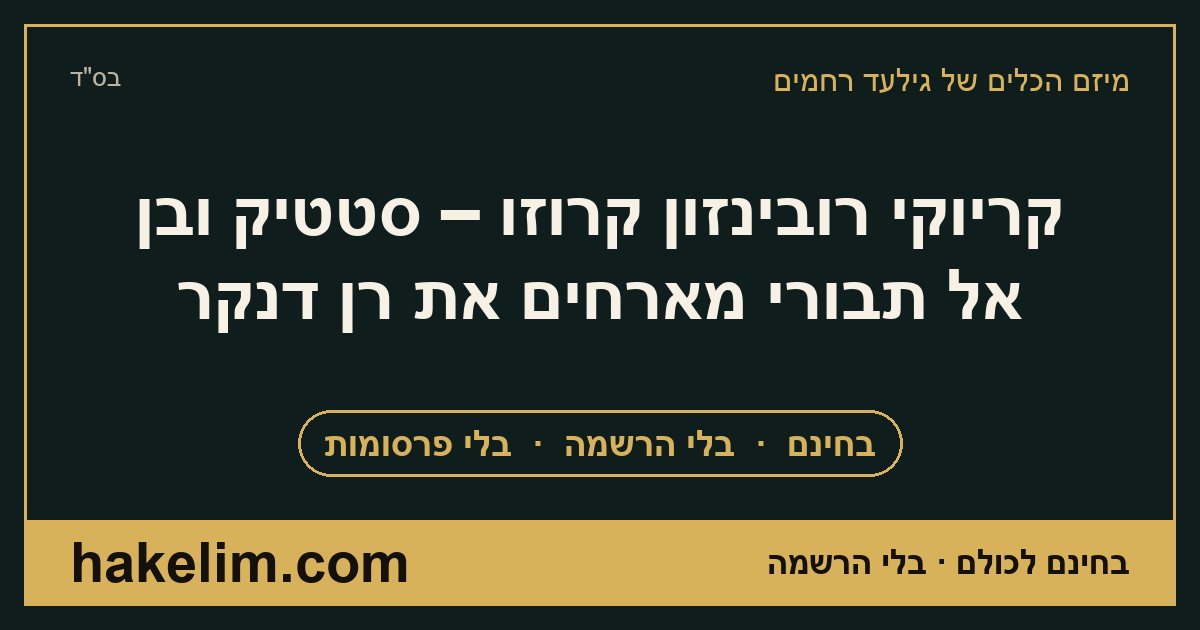 מיזם הכלים של גילעד רחמים
בס"ד
קריוקי רובינזון קרוזו – סטטיק ובן
אל תבורי מארחים את רן דנקר
בחינם · בלי הרשמה · בלי פרסומות
בחינם לכולם · בלי הרשמה
hakelim.com